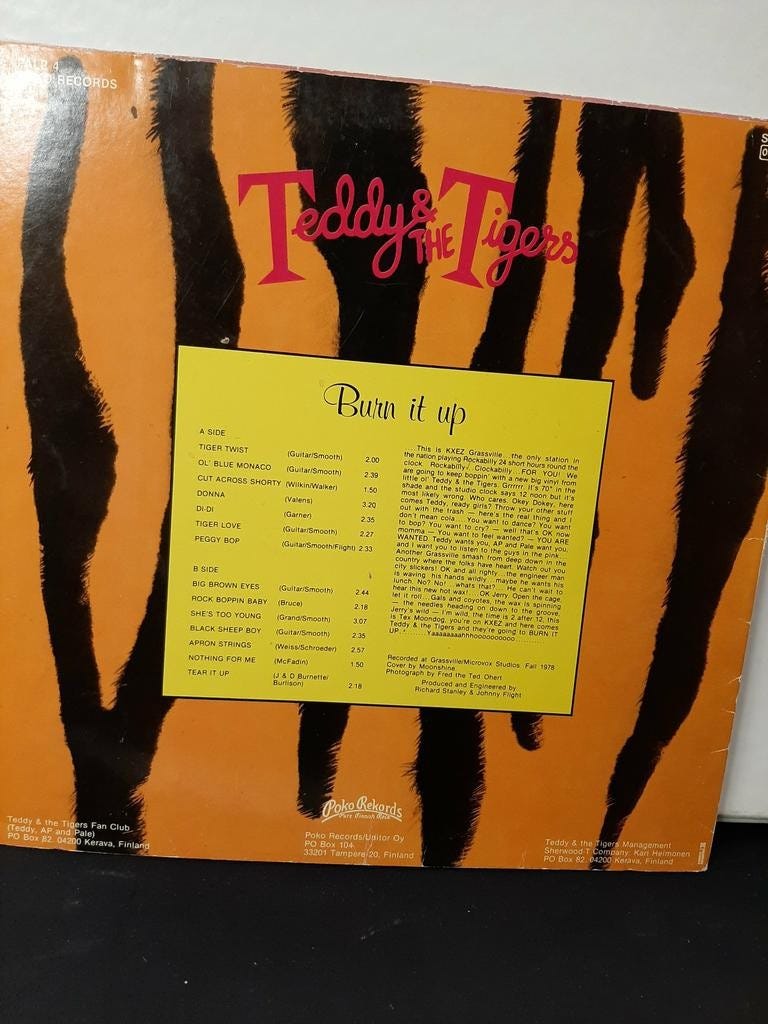 RECORDS
S
Teddy & THE Tigers
Burn it up
A SIDE
TIGER TWIST (Guitar/Smooth) 2.00
OL' BLUE MONACO (Guitar/Smooth) 2.39
CUT ACROSS SHORTY (Wilkin/Walker) 1.50
DONNA (Valens) 3.20
DI-DI (Garner) 2.35
TIGER LOVE (Guitar/Smooth) 2.27
PEGGY BOP (Guitar/Smooth/Flight) 2.33
B SIDE
BIG BROWN EYES (Guitar/Smooth) 2.44
ROCK BOPPIN BABY (Bruce) 2.18
SHE'S TOO YOUNG (Grand/Smooth) 3.07
BLACK SHEEP BOY (Guitar/Smooth) 2.35
APRON STRINGS (Weiss/Schroeder) 2.57
NOTHING FOR ME (McFadin) 1.50
TEAR IT UP (J & D Burnette/
Burlison) 2.18
....This is KXEZ Grassville...the only station in
the nation playing Rockabilly 24 short hours round the
clock. Rockabilly/...Clockabilly...FOR YOU! We
are going to keep boppin' with a new big vinyl from
little ol' Teddy & the Tigers. Grrrrr. It's 70° in the
shade and the studio clock says 12 noon but it's
most likely wrong. Who cares. Okey Dokey, here
comes Teddy, ready girls? Throw your other stuff
out with the trash — here's the real thing and I
don't mean cola....You want to dance? You want
to bop? You want to cry? — well that's OK now
momma — You want to feel wanted? — YOU ARE
WANTED. Teddy wants you, AP and Pale want you,
and I want you to listen to the guys in the pink...
Another Grassville smash from deep down in the
country where the folks have heart. Watch out you
city slickers! OK and all righty...the engineer man
is waving his hands wildly...maybe he wants his
lunch. No? No!...whats that?....He can't wait to
hear this new hot wax!...OK Jerry. Open the cage,
let it roll...Gals and coyotes, the wax is spinning
— the needles heading on down to the groove,
Jerry's wild — I'm wild, the time is 2 after 12, this
is Tex Moondog, you're on KXEZ and here comes
Teddy & the Tigers and they're going to BURN IT
UP
Recorded at Grassville/Microvox Studios, Fall 1978
Cover by Moonshine
Photograph by Fred the Ted Ohert
Produced and Engineered by
Richard Stanley & Johnny Flight
Poko Rekords
Pure Finnish Rock
Teddy & the Tigers Fan Club
(Teddy, AP and Pale)
PO Box 82. 04200 Kerava, Finland
Poko Records/Unitor Oy
PO Box 104
33201 Tampere 20, Finland
Teddy & the Tigers Management
Sherwood-T Company: Kari Heimonen
PO Box 82. 04200 Kerava, Finland